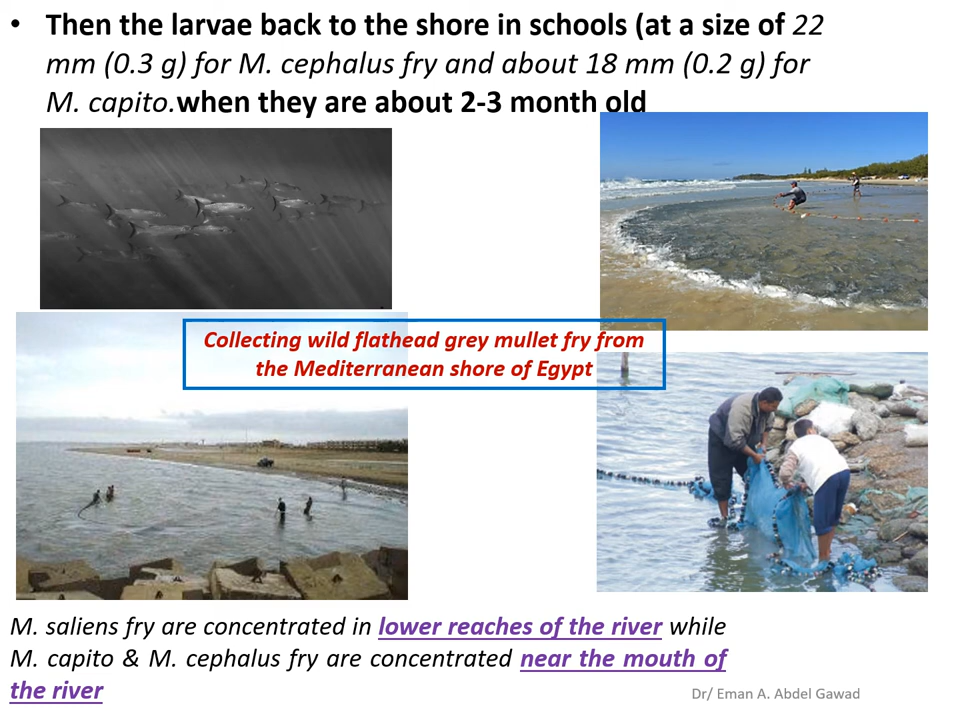 • Then the larvae back to the shore in schools (at a size of 22
mm (0.3 g) for M. cephalus fry and about 18 mm (0.2 g) for
M. capito.when they are about 2-3 month old
Collecting wild flathead grey mullet fry from
the Mediterranean shore of Egypt
M. saliens fry are concentrated in lower reaches of the river while
M. capito & M. cephalus fry are concentrated near the mouth of
the river
Dr/ Eman A. Abdel Gawad